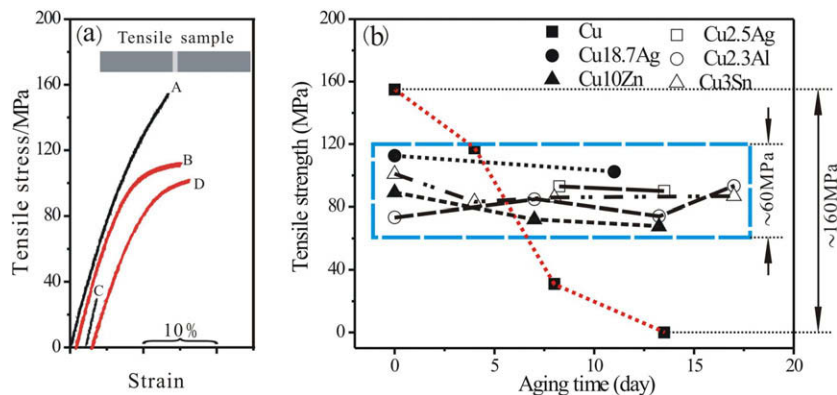 (a)
Tensile sample
Tensile stress/MPa
200
160
120
80
40
0
A
B
D
C
10%
Strain
(b)
Cu
Cu18.7Ag
Cu10Zn
Cu2.5Ag
Cu2.3Al
Cu3Sn
Tensile strength (MPa)
200
160
120
80
40
0
~60MPa
~160MPa
0 5 10 15 20
Aging time (day)